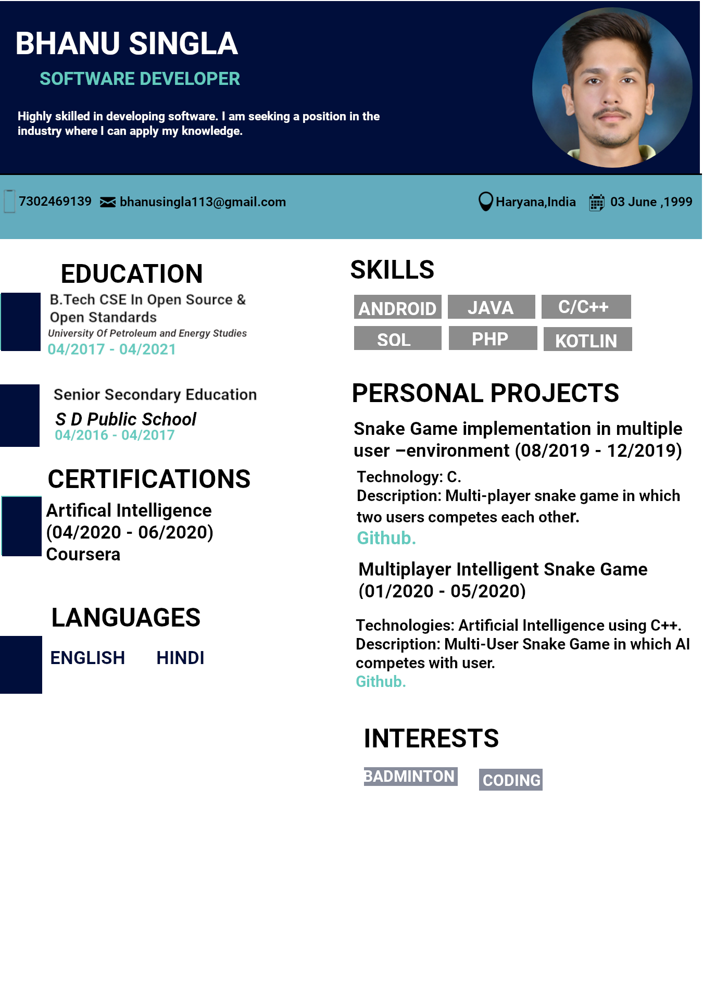 BHANU SINGLA
SOFTWARE DEVELOPER
Highly skilled in developing software. I am seeking a position in the
industry where I can apply my knowledge.
7302469139 bhanusingla113@gmail.com Haryana,India 03 June ,1999
EDUCATION
B.Tech CSE In Open Source &
Open Standards
University Of Petroleum and Energy Studies
04/2017 - 04/2021
Senior Secondary Education
S D Public School
04/2016 - 04/2017
CERTIFICATIONS
Artifical Intelligence
(04/2020 - 06/2020)
Coursera
LANGUAGES
ENGLISH HINDI
SKILLS
ANDROID JAVA C/C++
SQL PHP KOTLIN
PERSONAL PROJECTS
Snake Game implementation in multiple
user –environment (08/2019 - 12/2019)
Technology: C.
Description: Multi-player snake game in which
two users competes each other.
Github.
Multiplayer Intelligent Snake Game
(01/2020 - 05/2020)
Technologies: Artificial Intelligence using C++.
Description: Multi-User Snake Game in which AI
competes with user.
Github.
INTERESTS
BADMINTON CODING